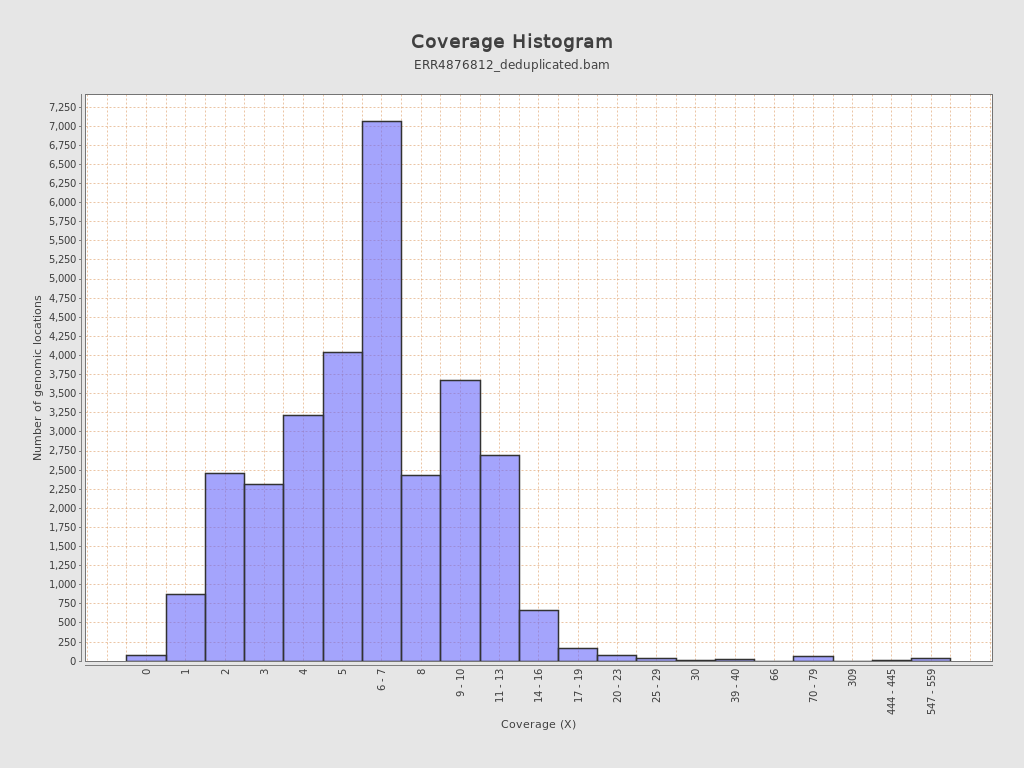 Coverage Histogram
ERR4876812_deduplicated.bam
Number of genomic locations
7,250
7,000
6,750
6,500
6,250
6,000
5,750
5,500
5,250
5,000
4,750
4,500
4,250
4,000
3,750
3,500
3,250
3,000
2,750
2,500
2,250
2,000
1,750
1,500
1,250
1,000
750
500
250
0
0
1
2
3
4
5
6 - 7
8
9 - 10
11 - 13
14 - 16
17 - 19
20 - 23
25 - 29
30
39 - 40
66
70 - 79
309
444 - 445
547 - 559
Coverage (X)